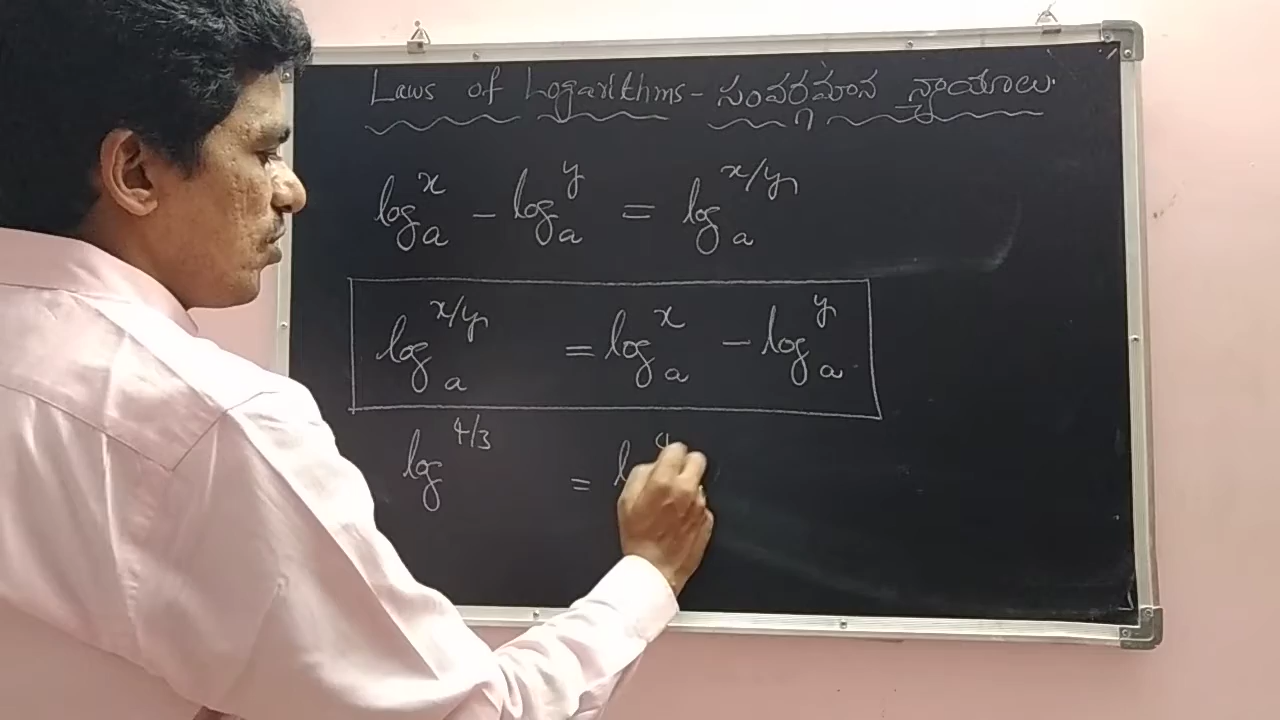 Laws of Logarithms - సంవర్గమాన న్యాయాలు.
log_a^x - log_a^y = log_a^{x/y}
log_a^{x/y} = log_a^x - log_a^y
log^{4/3} = l